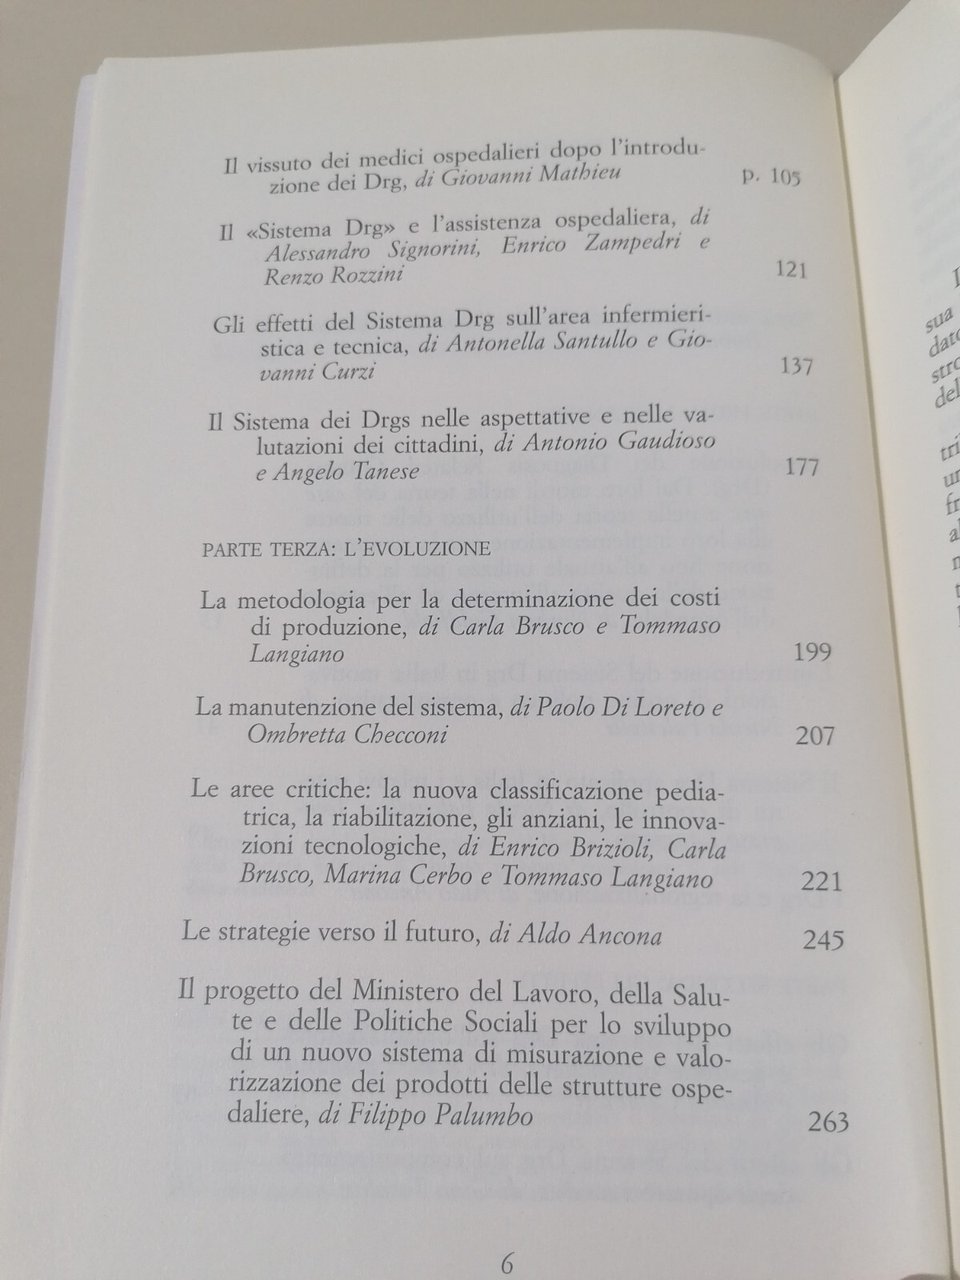 Il vissuto dei medici ospedalieri dopo l'introdu-
zione dei Drg, di Giovanni Mathieu p. 105
Il «Sistema Drg» e l'assistenza ospedaliera, di
Alessandro Signorini, Enrico Zampedri e
Renzo Rozzini 121
Gli effetti del Sistema Drg sull'area infermieri-
stica e tecnica, di Antonella Santullo e Gio-
vanni Curzi 137
Il Sistema dei Drgs nelle aspettative e nelle va-
lutazioni dei cittadini, di Antonio Gaudioso
e Angelo Tanese 177
PARTE TERZA: L'EVOLUZIONE
La metodologia per la determinazione dei costi
di produzione, di Carla Brusco e Tommaso
Langiano 199
La manutenzione del sistema, di Paolo Di Loreto e
Ombretta Checconi 207
Le aree critiche: la nuova classificazione pedia-
trica, la riabilitazione, gli anziani, le innova-
zioni tecnologiche, di Enrico Brizioli, Carla
Brusco, Marina Cerbo e Tommaso Langiano 221
Le strategie verso il futuro, di Aldo Ancona 245
Il progetto del Ministero del Lavoro, della Salu-
te e delle Politiche Sociali per lo sviluppo
di un nuovo sistema di misurazione e valo-
rizzazione dei prodotti delle strutture ospe-
daliere, di Filippo Palumbo 263
6
sua